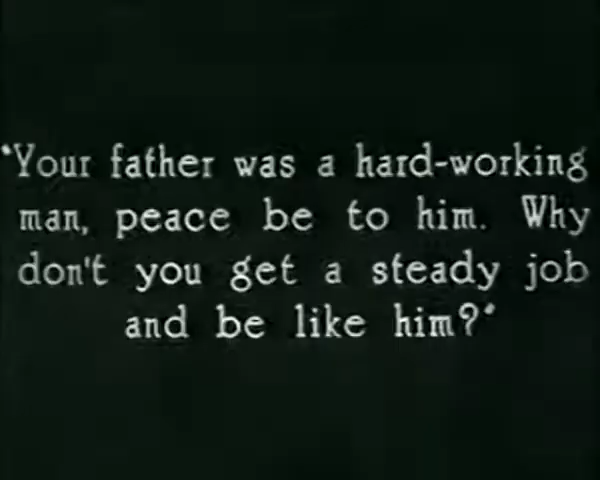 "Your father was a hard-working
man, peace be to him. Why
don't you get a steady job
and be like him?"